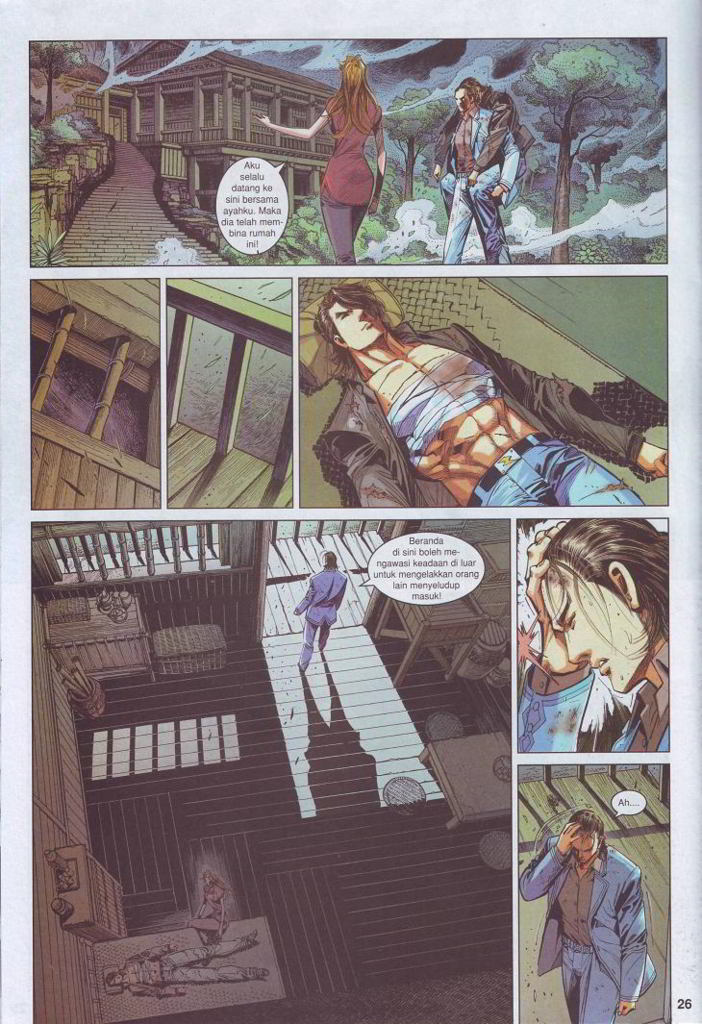 Aku
selalu
datang ke
sini bersama
ayahku. Maka
dia telah mem-
bina rumah
ini!
Beranda
di sini boleh me-
ngawasi keadaan di luar
untuk mengelakkan orang
lain menyeludup
masuk!
Ah....
26